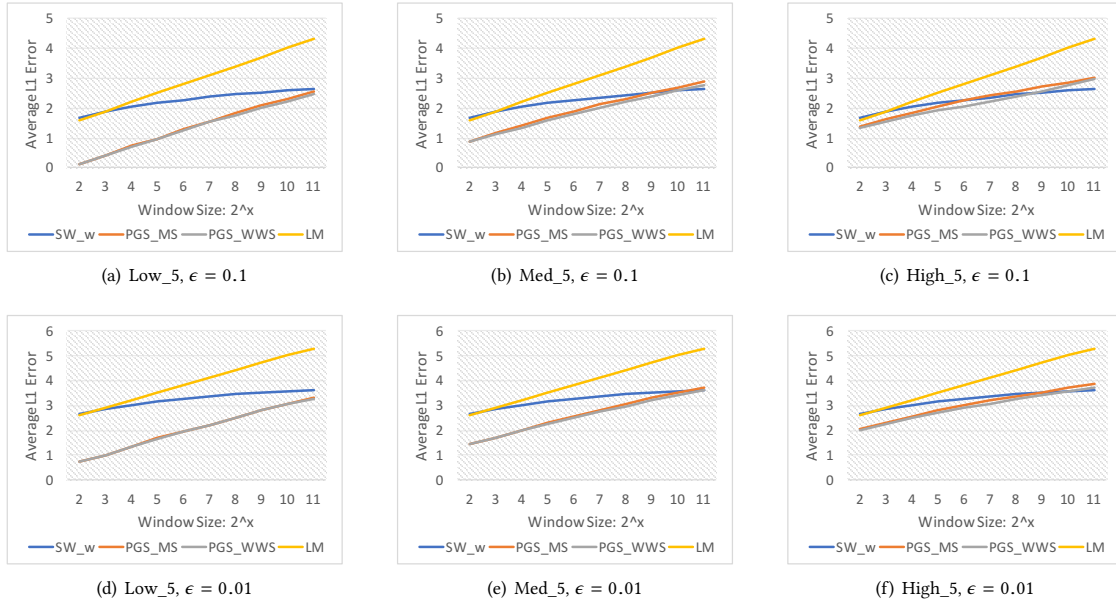 Average L1 Error
5
4
3
2
1
0
2 3 4 5 6 7 8 9 10 11
Window Size: 2^x
SW_w PGS_MS PGS_WWS LM
(a) Low_5, ϵ = 0.1
Average L1 Error
5
4
3
2
1
0
2 3 4 5 6 7 8 9 10 11
Window Size: 2^x
SW_w PGS_MS PGS_WWS LM
(b) Med_5, ϵ = 0.1
Average L1 Error
5
4
3
2
1
0
2 3 4 5 6 7 8 9 10 11
Window Size: 2^x
SW_w PGS_MS PGS_WWS LM
(c) High_5, ϵ = 0.1
Average L1 Error
6
5
4
3
2
1
0
2 3 4 5 6 7 8 9 10 11
Window Size: 2^x
SW_w PGS_MS PGS_WWS LM
(d) Low_5, ϵ = 0.01
Average L1 Error
6
5
4
3
2
1
0
2 3 4 5 6 7 8 9 10 11
Window Size: 2^x
SW_w PGS_MS PGS_WWS LM
(e) Med_5, ϵ = 0.01
Average L1 Error
6
5
4
3
2
1
0
2 3 4 5 6 7 8 9 10 11
Window Size: 2^x
SW_w PGS_MS PGS_WWS LM
(f) High_5, ϵ = 0.01